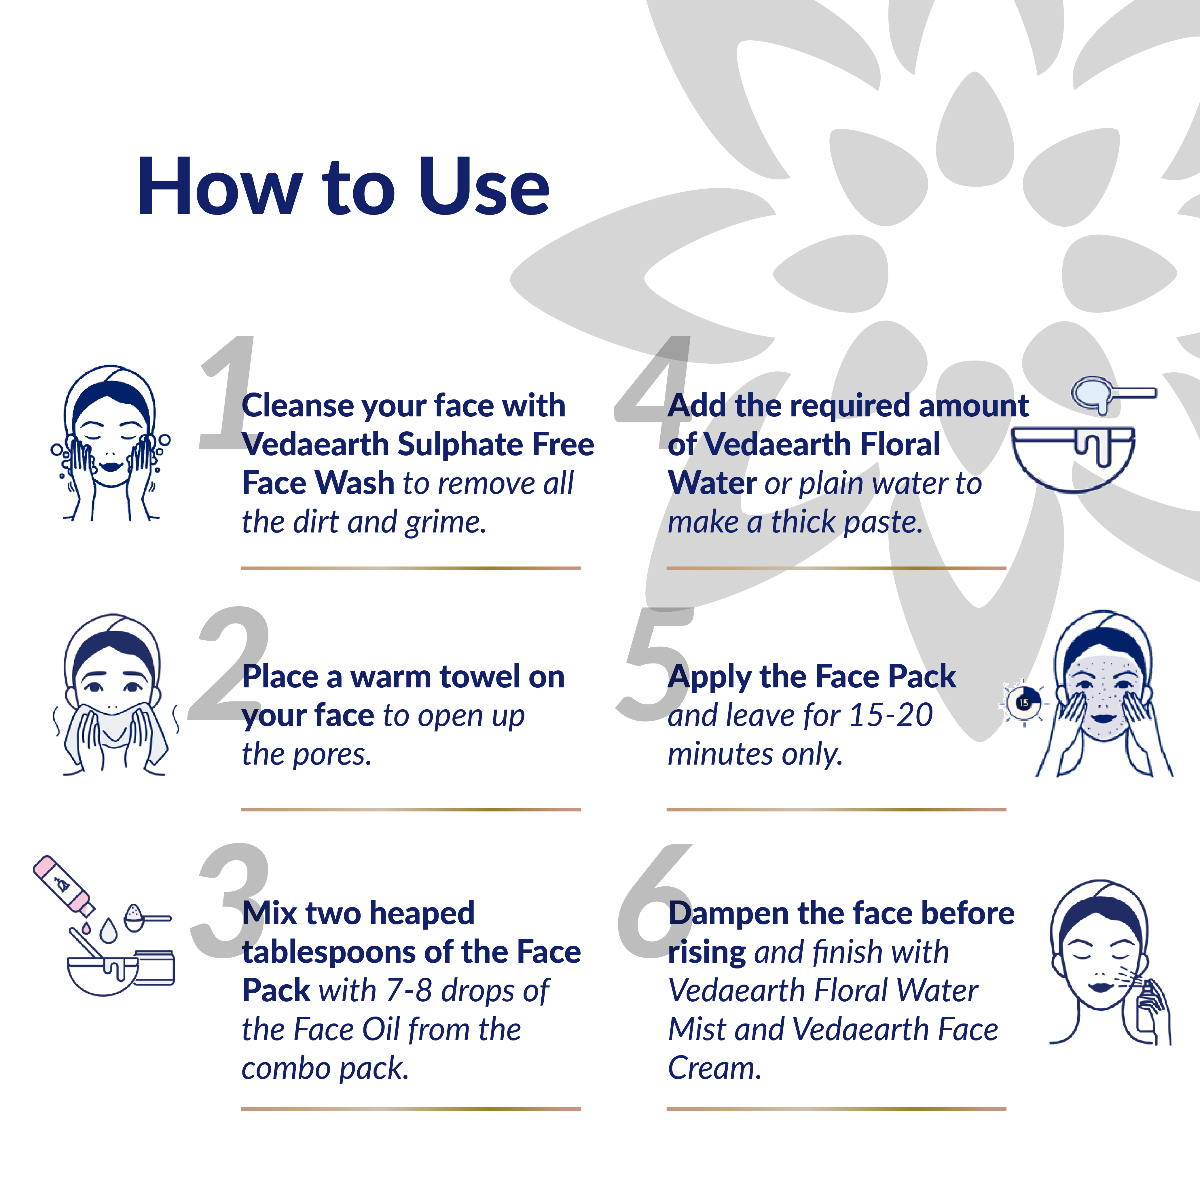 How to Use
1
Cleanse your face with
Vedaearth Sulphate Free
Face Wash to remove all
the dirt and grime.
2
Place a warm towel on
your face to open up
the pores.
3
Mix two heaped
tablespoons of the Face
Pack with 7-8 drops of
the Face Oil from the
combo pack.
4
Add the required amount
of Vedaearth Floral
Water or plain water to
make a thick paste.
5
Apply the Face Pack
and leave for 15-20
minutes only.
15
6
Dampen the face before
rising and finish with
Vedaearth Floral Water
Mist and Vedaearth Face
Cream.